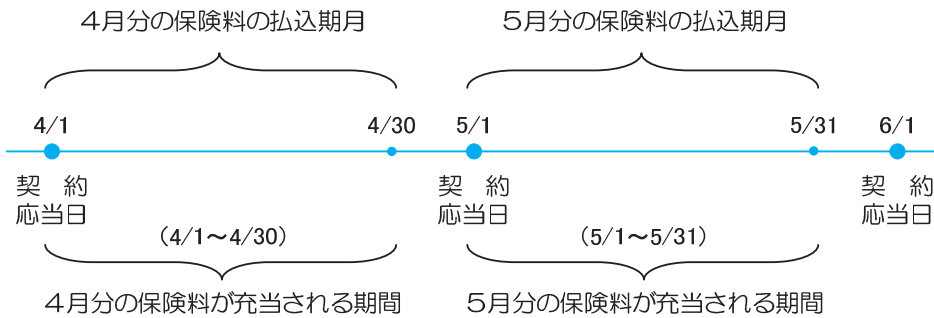 4月分の保険料の払込期月
5月分の保険料の払込期月
4/1
4/30
5/1
5/31
6/1
契 約
応当日
契 約
応当日
契 約
応当日
（4/1～4/30）
（5/1～5/31）
4月分の保険料が充当される期間
5月分の保険料が充当される期間